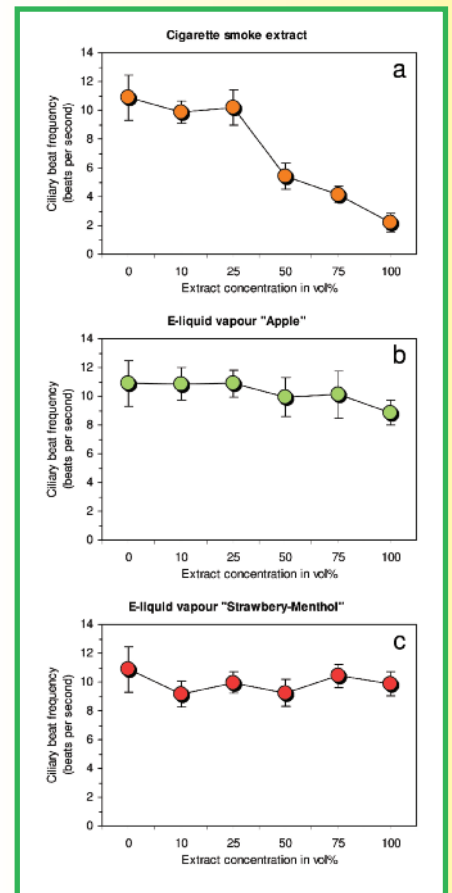 Cigarette smoke extract
a
14
12
10
8
6
4
2
0
Ciliary beat frequency
(beats per second)
0 10 25 50 75 100
Extract concentration in vol%
E-liquid vapour "Apple"
b
14
12
10
8
6
4
2
0
Ciliary beat frequency
(beats per second)
0 10 25 50 75 100
Extract concentration in vol%
E-liquid vapour "Strawbery-Menthol"
c
14
12
10
8
6
4
2
0
Ciliary beat frequency
(beats per second)
0 10 25 50 75 100
Extract concentration in vol%